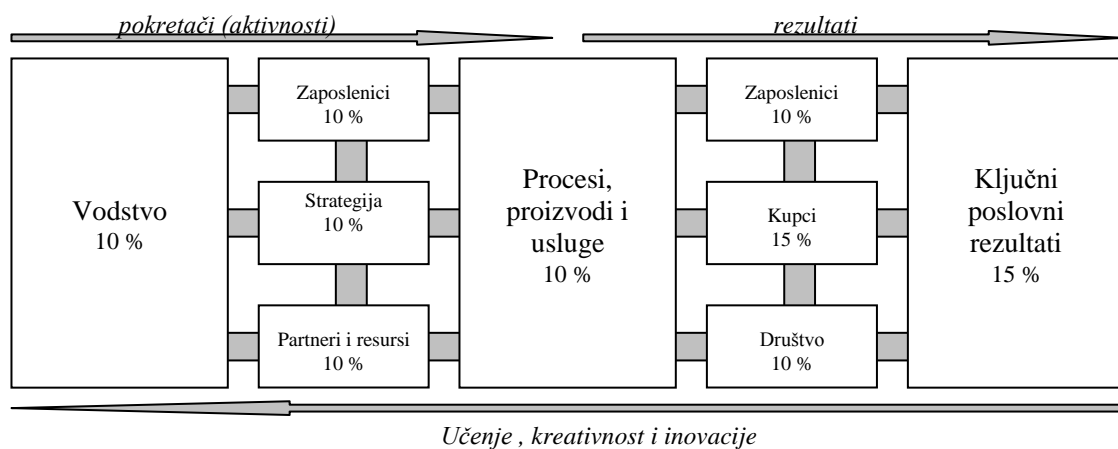 pokretači (aktivnosti)
rezultati
Vodstvo
10 %
Zaposlenici
10 %
Strategija
10 %
Partneri i resursi
10 %
Procesi,
proizvodi i
usluge
10 %
Zaposlenici
10 %
Kupci
15 %
Društvo
10 %
Ključni
poslovni
rezultati
15 %
Učenje , kreativnost i inovacije